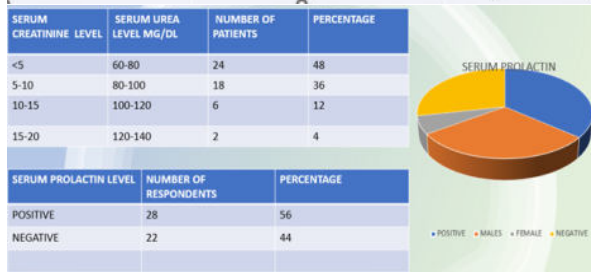 SERUM CREATININE LEVEL SERUM UREA LEVEL MG/DL NUMBER OF PATIENTS PERCENTAGE
<5 60-80 24 48
5-10 80-100 18 36
10-15 100-120 6 12
15-20 120-140 2 4
SERUM PROLACTIN LEVEL NUMBER OF RESPONDENTS PERCENTAGE
POSITIVE 28 56
NEGATIVE 22 44
SERUM PROLACTIN
POSITIVE MALES FEMALE NEGATIVE